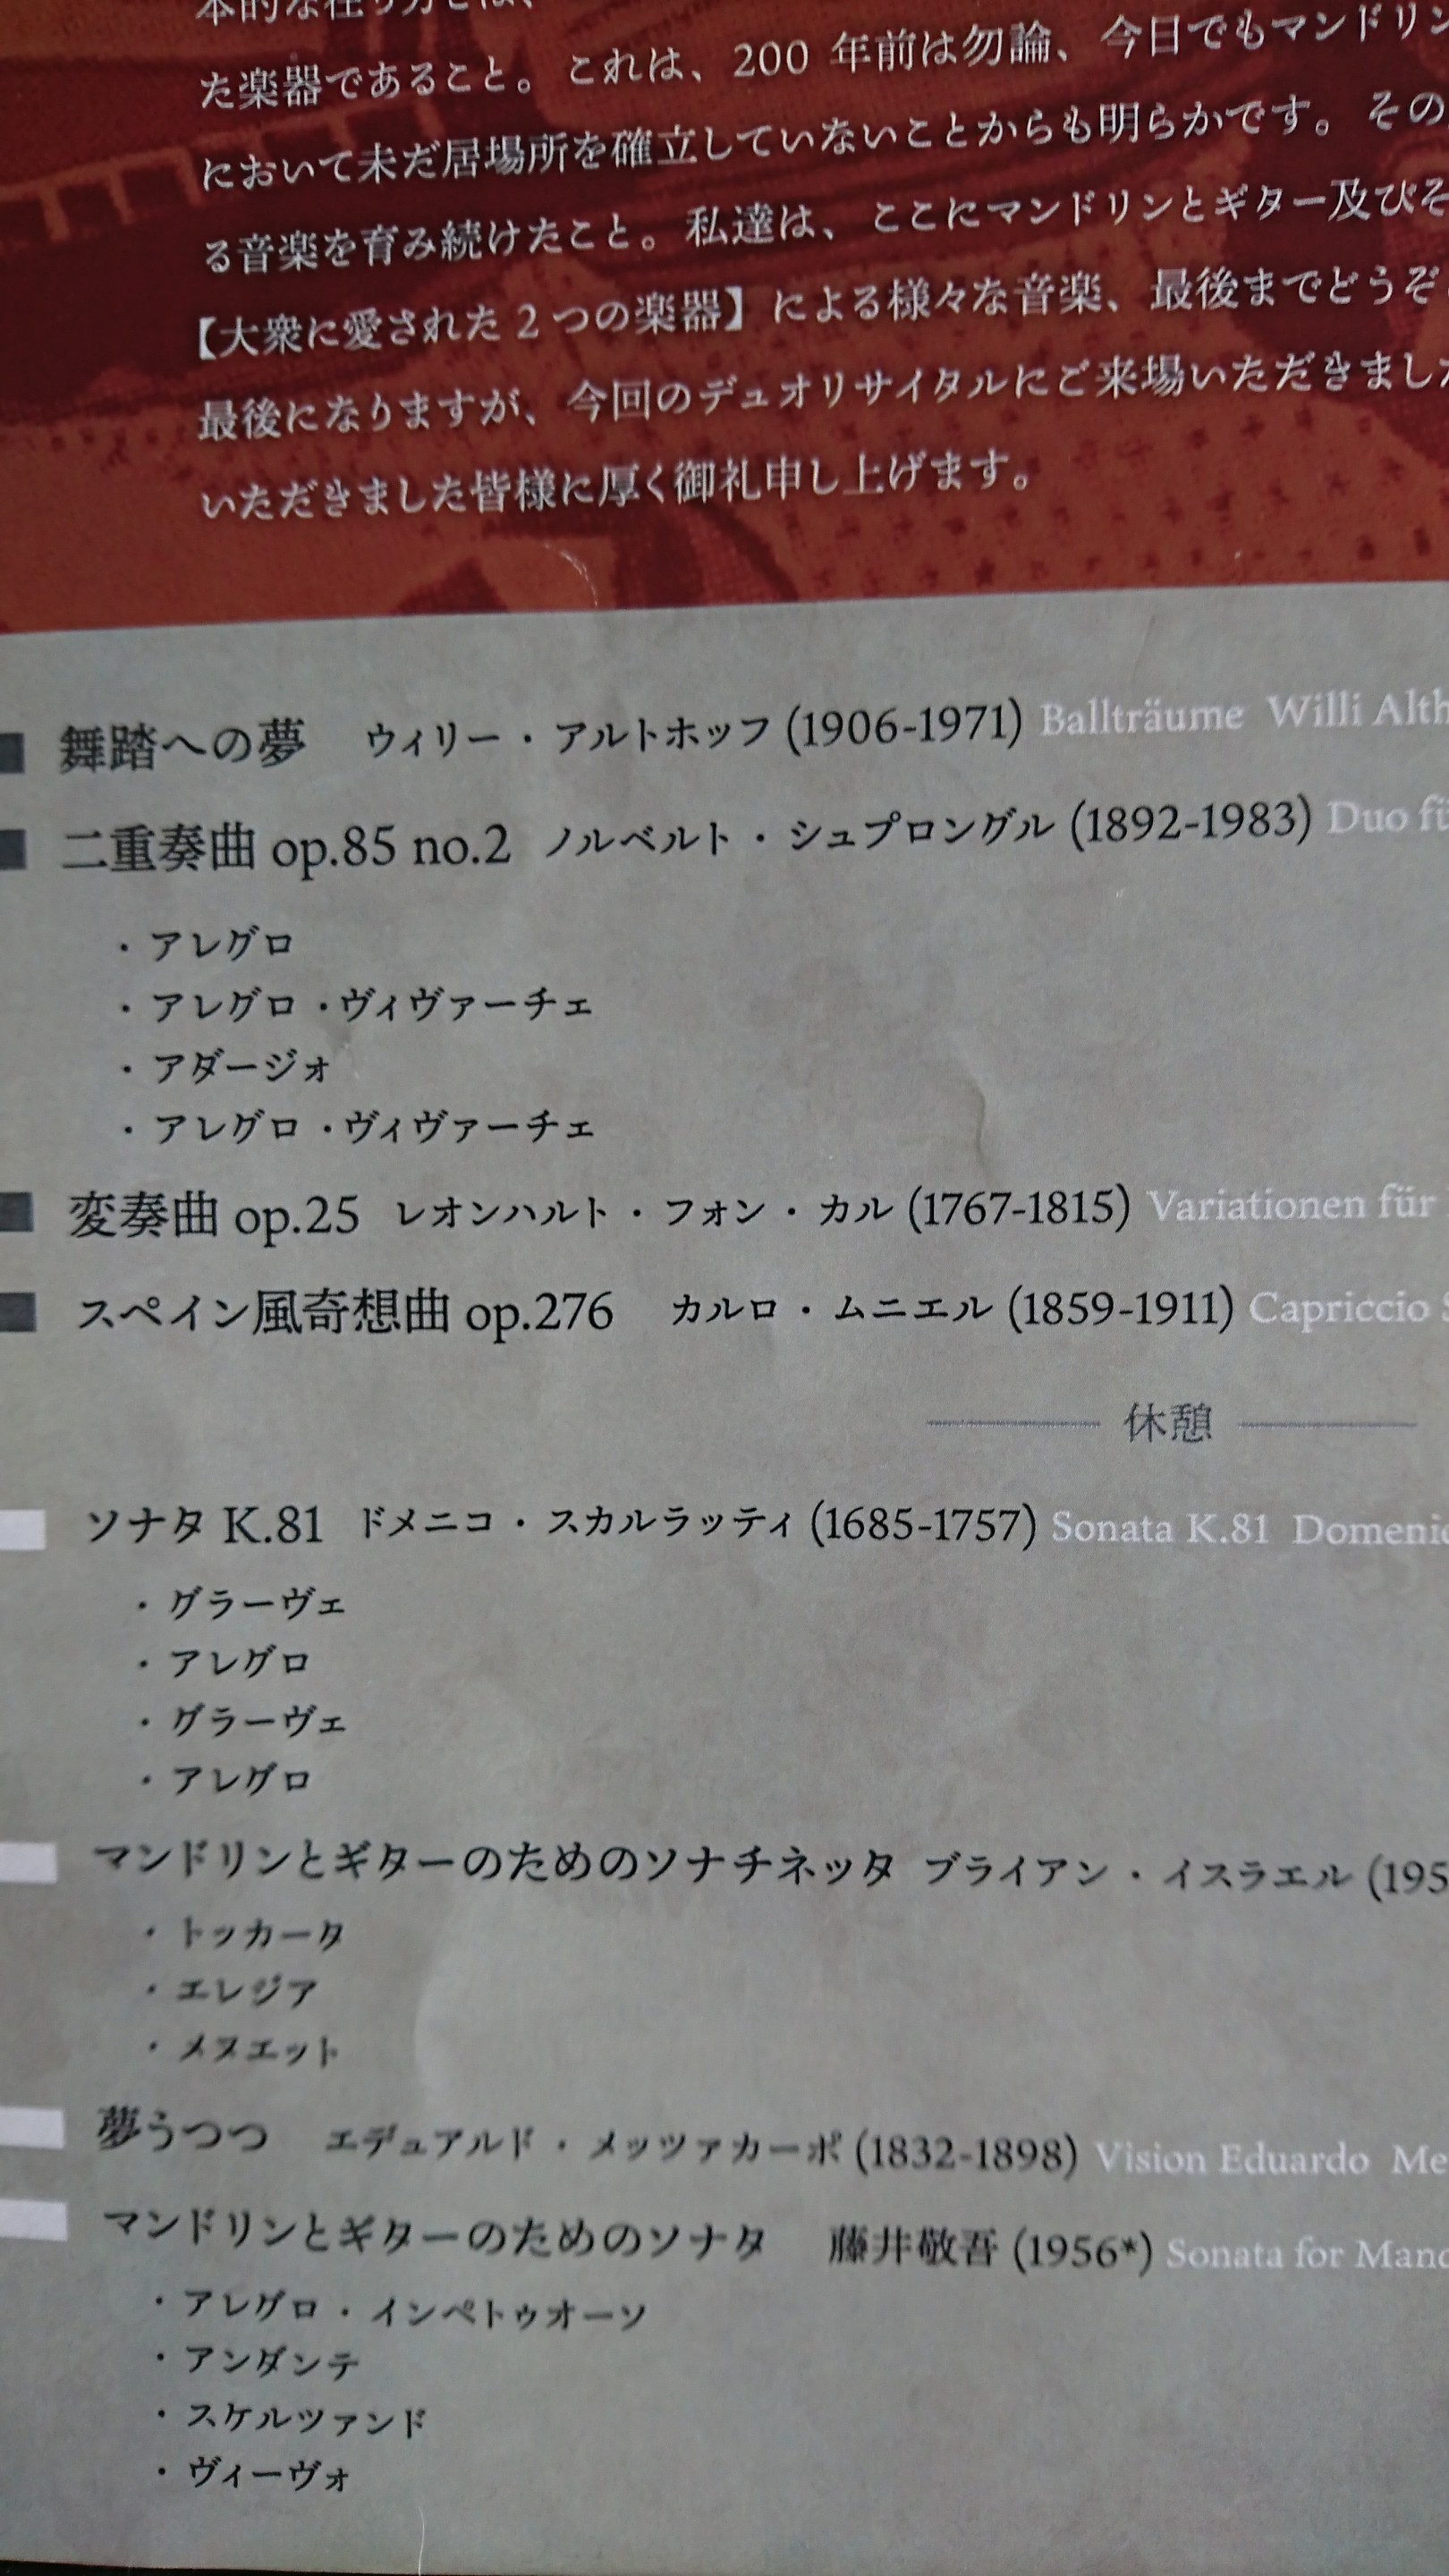 た楽器であること。これは、200 年前は勿論、今日でもマンドリン
において未だ居場所を確立していないことからも明らかです。その
る音楽を育み続けたこと。私達は、ここにマンドリンとギター及びそ
【大衆に愛された 2 つの楽器】による様々な音楽、最後までどうぞ
最後になりますが、今回のデュオリサイタルにご来場いただきました
いただきました皆様に厚く御礼申し上げます。
舞踏への夢 ウィリー・アルトホッフ (1906-1971) Ballträume Willi Alth
二重奏曲 op.85 no.2 ノルベルト・シュプロングル (1892-1983) Duo fü
・アレグロ
・アレグロ・ヴィヴァーチェ
・アダージォ
・アレグロ・ヴィヴァーチェ
変奏曲 op.25 レオンハルト・フォン・カル (1767-1815) Variationen für
スペイン風奇想曲 op.276 カルロ・ムニエル (1859-1911) Capriccio S
休憩
ソナタ K.81 ドメニコ・スカルラッティ (1685-1757) Sonata K.81 Domenic
・グラーヴェ
・アレグロ
・グラーヴェ
・アレグロ
マンドリンとギターのためのソナチネッタ ブライアン・イスラエル (195
・トッカータ
・エレジア
・メヌエット
夢うつつ エデュアルド・メッツァカーポ (1832-1898) Vision Eduardo Me
マンドリンとギターのためのソナタ 藤井敬吾 (1956*) Sonata for Mand
・アレグロ・インペトゥオーソ
・アンダンテ
・スケルツァンド
・ヴィーヴォ